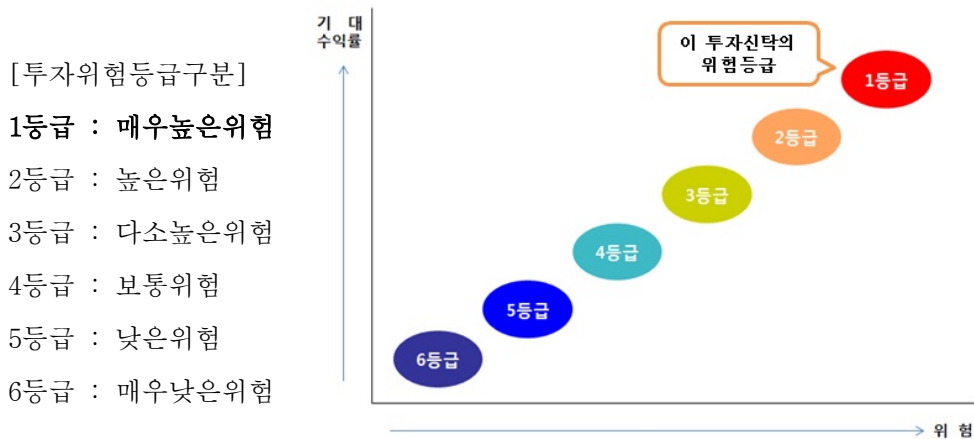 [투자위험등급구분]
1등급 : 매우높은위험
2등급 : 높은위험
3등급 : 다소높은위험
4등급 : 보통위험
5등급 : 낮은위험
6등급 : 매우낮은위험
기 대
수익률
이 투자신탁의
위험등급
1등급
2등급
3등급
4등급
5등급
6등급
위 험